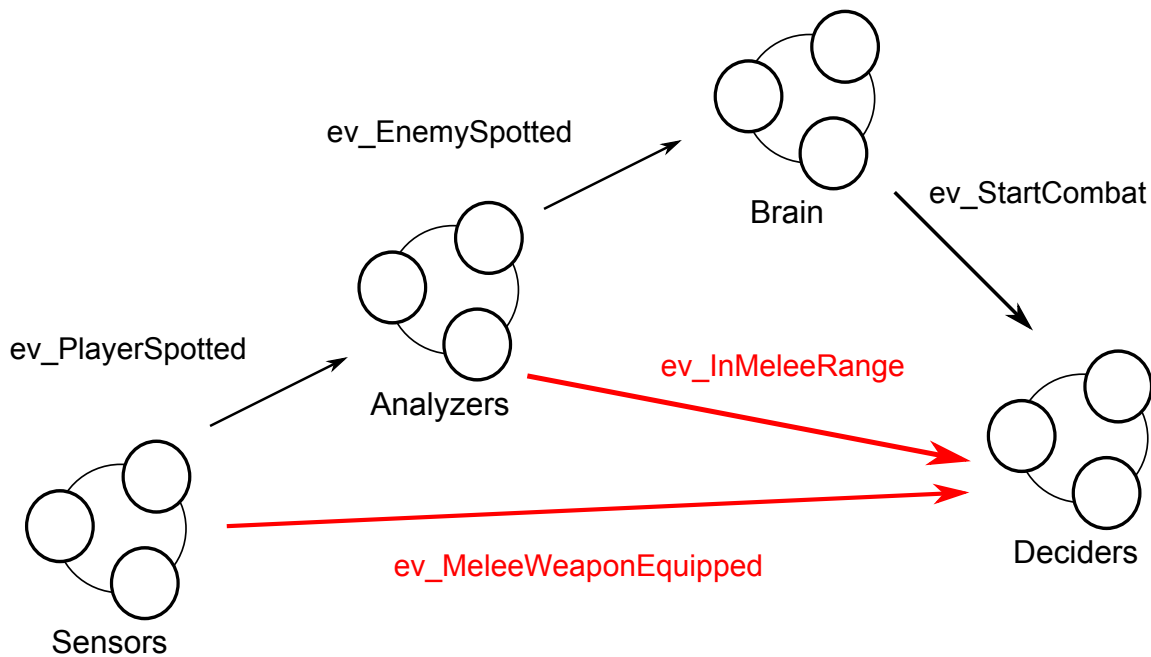 ev_EnemySpotted
ev_StartCombat
Brain
ev_PlayerSpotted
ev_InMeleeRange
Analyzers
Deciders
ev_MeleeWeaponEquipped
Sensors